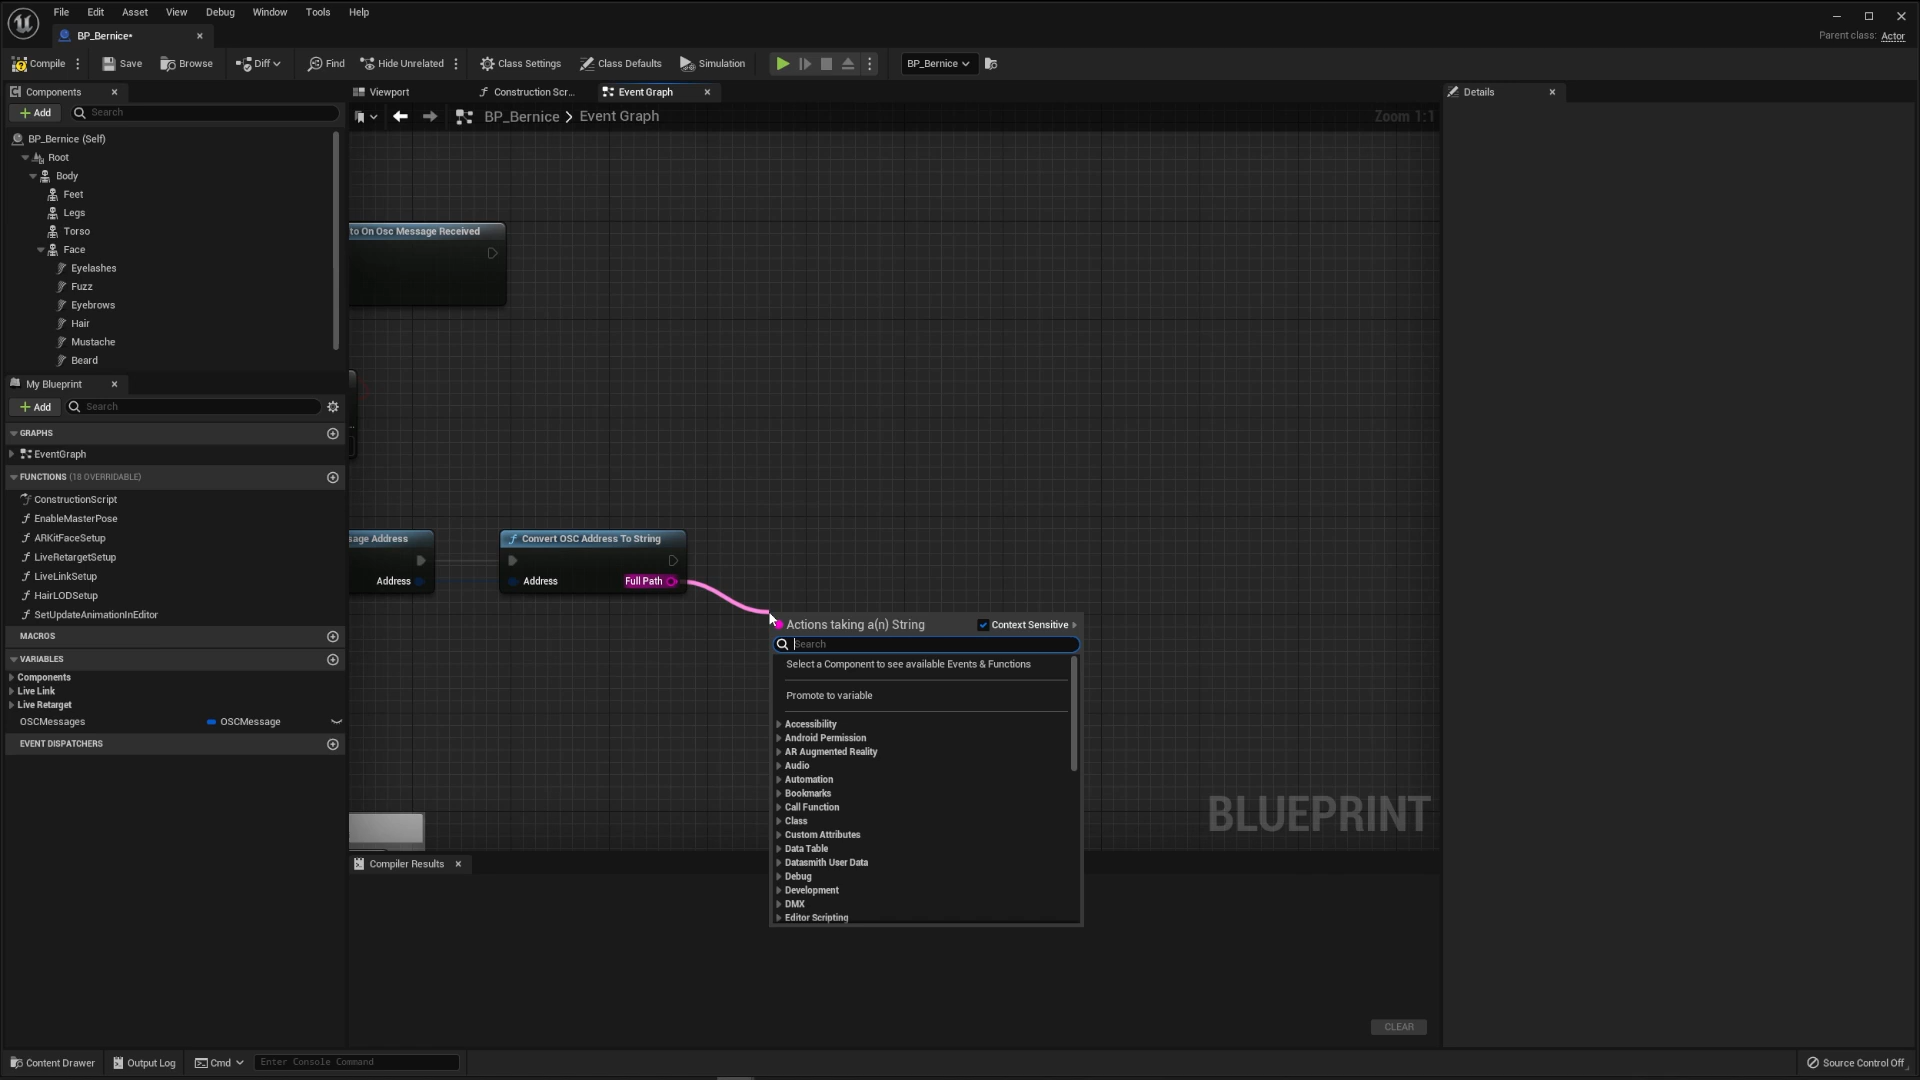 File Edit Asset View Debug Window Tools Help
BP_Bernice*
Parent class: Actor
Compile Save Browse Diff Find Hide Unrelated Class Settings Class Defaults Simulation BP_Bernice
Components
Viewport
Construction Scr...
Event Graph
Details
Add Search
BP_Bernice > Event Graph
Zoom 1:1
BP_Bernice (Self)
Root
Body
Feet
Legs
Torso
Face
Eyelashes
Fuzz
Eyebrows
Hair
Mustache
Beard
to On Osc Message Received
My Blueprint
Add Search
GRAPHS
EventGraph
FUNCTIONS (18 OVERRIDABLE)
ConstructionScript
EnableMasterPose
ARKitFaceSetup
LiveRetargetSetup
LiveLinkSetup
HairLODSetup
SetUpdateAnimationInEditor
MACROS
VARIABLES
Components
Live Link
Live Retarget
OSCMessages OSCMessage
EVENT DISPATCHERS
sage Address
Address
Convert OSC Address To String
Address Full Path
Actions taking a(n) String Context Sensitive
Search
Select a Component to see available Events & Functions
Promote to variable
Accessibility
Android Permission
AR Augmented Reality
Audio
Automation
Bookmarks
Call Function
Class
Custom Attributes
Data Table
Datasmith User Data
Debug
Development
DMX
Editor Scripting
BLUEPRINT
Compiler Results
CLEAR
Content Drawer Output Log Cmd Enter Console Command
Source Control Off